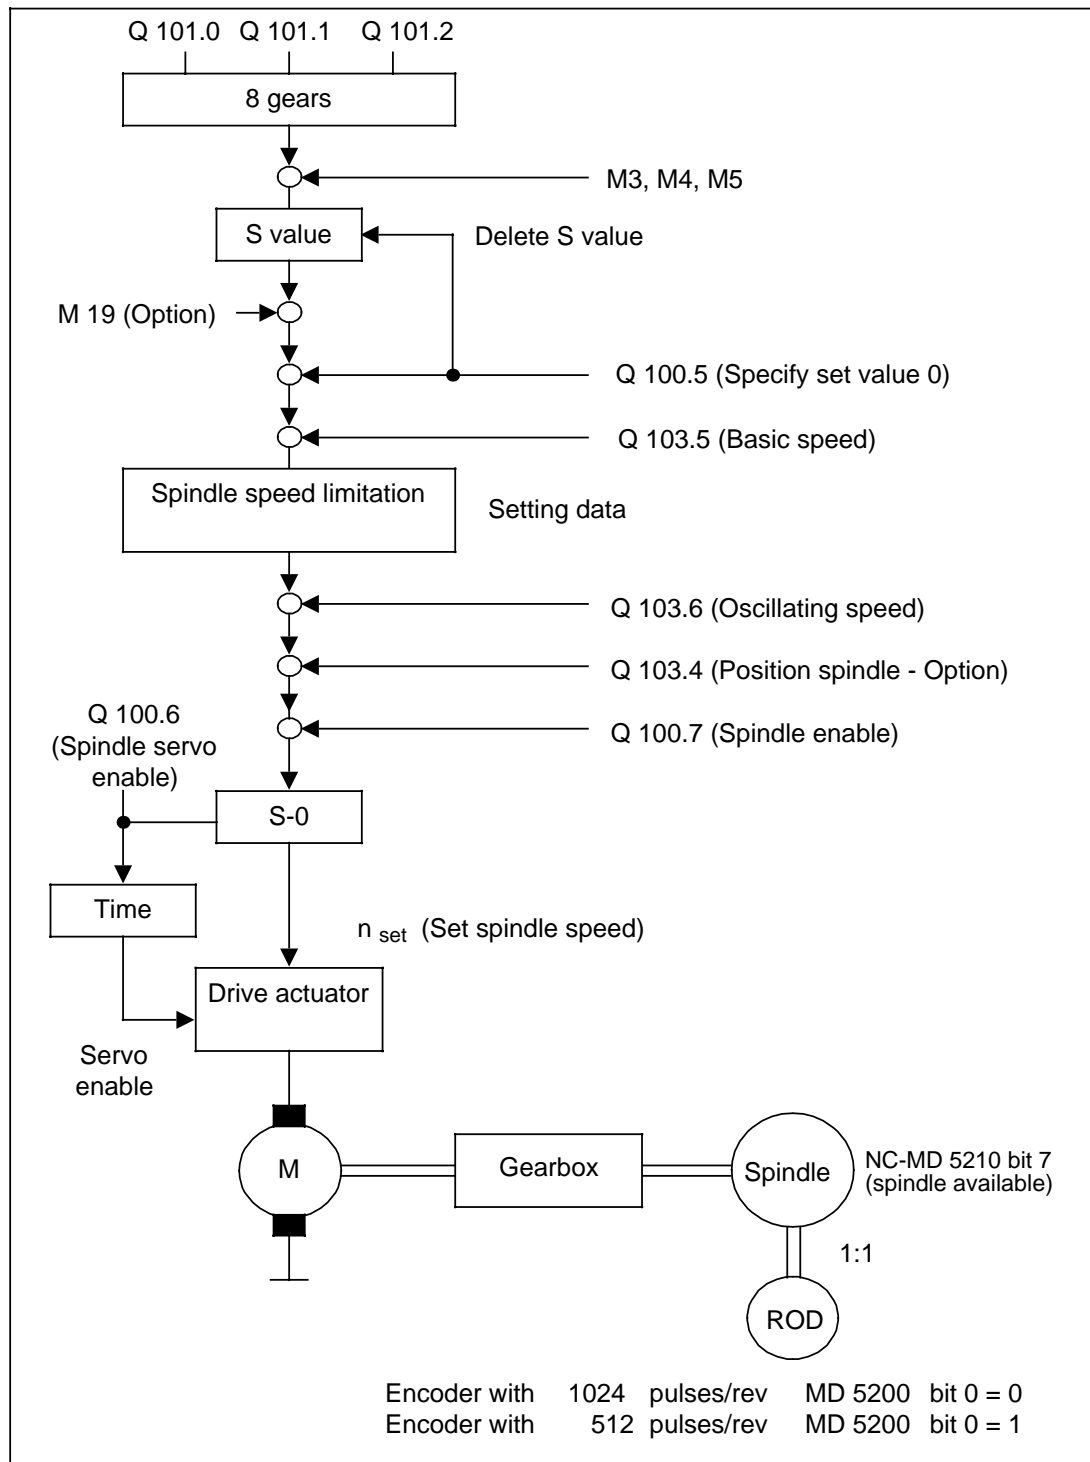 Q 101.0 Q 101.1 Q 101.2
8 gears
M3, M4, M5
S value
Delete S value
M 19 (Option)
Q 100.5 (Specify set value 0)
Q 103.5 (Basic speed)
Spindle speed limitation
Setting data
Q 103.6 (Oscillating speed)
Q 103.4 (Position spindle - Option)
Q 100.7 (Spindle enable)
Q 100.6
(Spindle servo
enable)
S-0
Time
n set (Set spindle speed)
Drive actuator
Servo
enable
M
Gearbox
Spindle
NC-MD 5210 bit 7
(spindle available)
1:1
ROD
Encoder with 1024 pulses/rev MD 5200 bit 0 = 0
Encoder with 512 pulses/rev MD 5200 bit 0 = 1